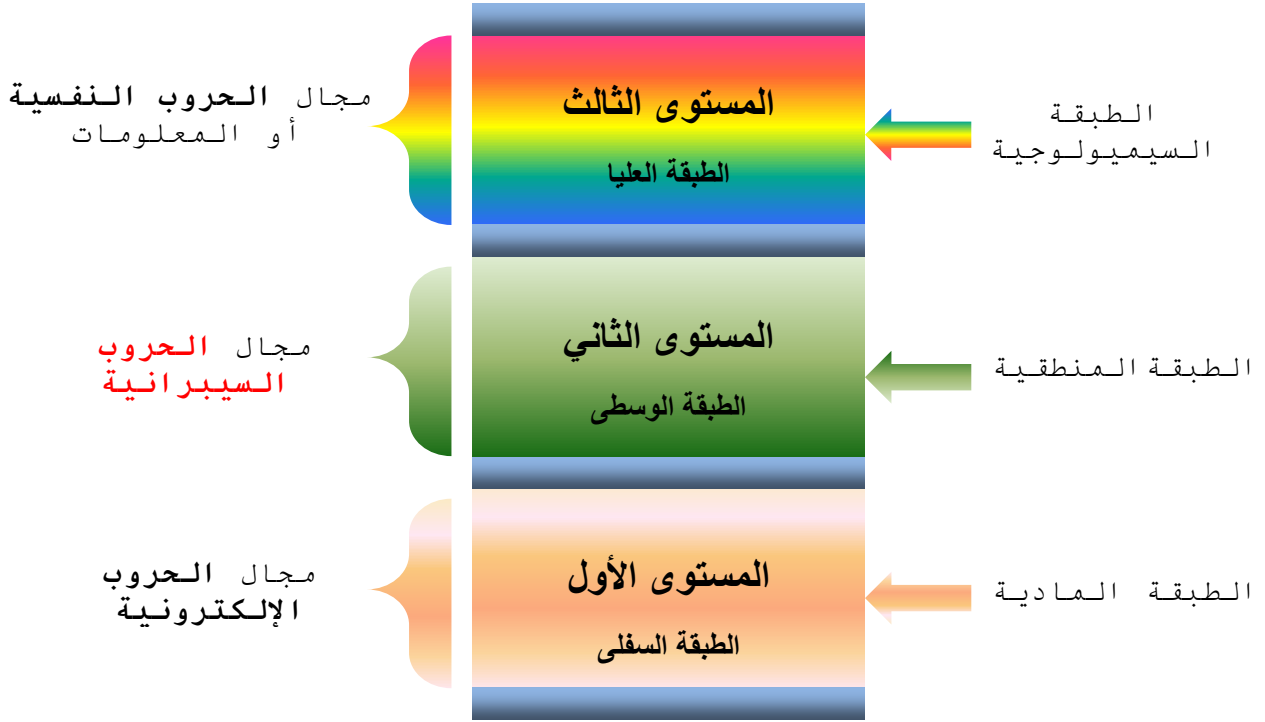 الطبقة
السيميولوجية
المستوى الثالث
الطبقة العليا
مجال الحروب النفسية
أو المعلومات
الطبقة المنطقية
المستوى الثاني
الطبقة الوسطى
مجال الحروب
السيبرانية
الطبقة المادية
المستوى الأول
الطبقة السفلى
مجال الحروب
الإلكترونية